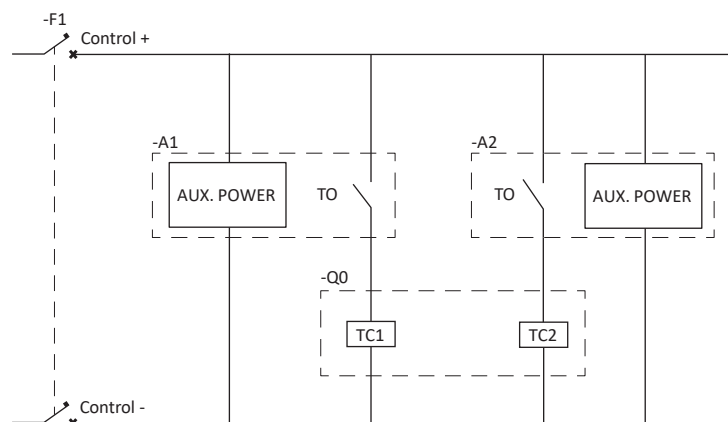 -F1
Control +
-A1
-A2
AUX. POWER
TO
TO
AUX. POWER
-Q0
TC1
TC2
Control -